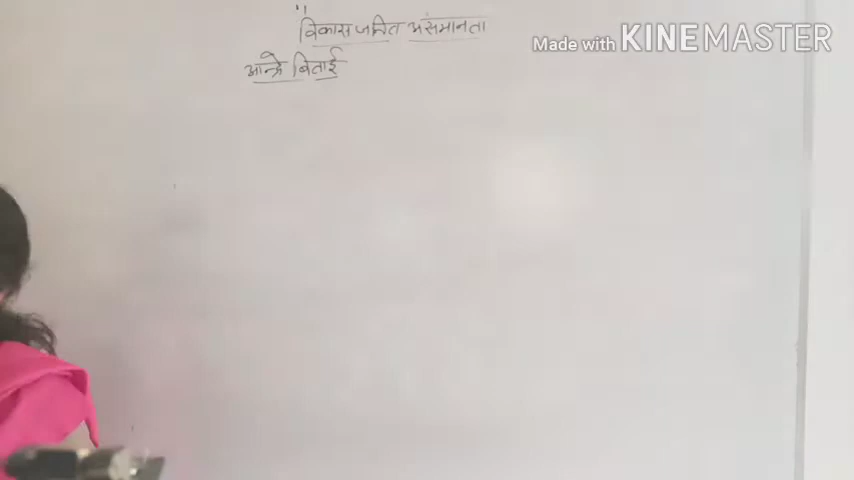 " विकास जनित असमानता
Made with KINEMASTER
आन्द्रे बिताई